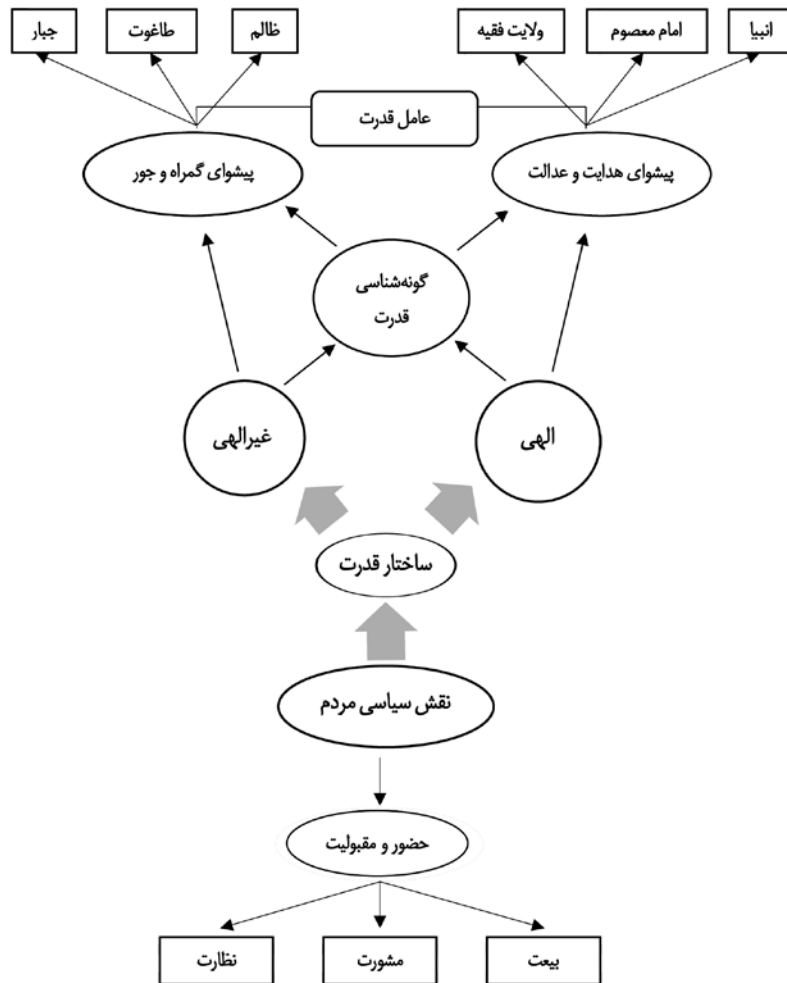 انبیا
امام معصوم
ولایت فقیه
ظالم
طاغوت
جبار
عامل قدرت
پیشوای هدایت و عدالت
پیشوای گمراه و جور
گونه‌شناسی
قدرت
الهی
غیرالهی
ساختار قدرت
نقش سیاسی مردم
حضور و مقبولیت
بیعت
مشورت
نظارت